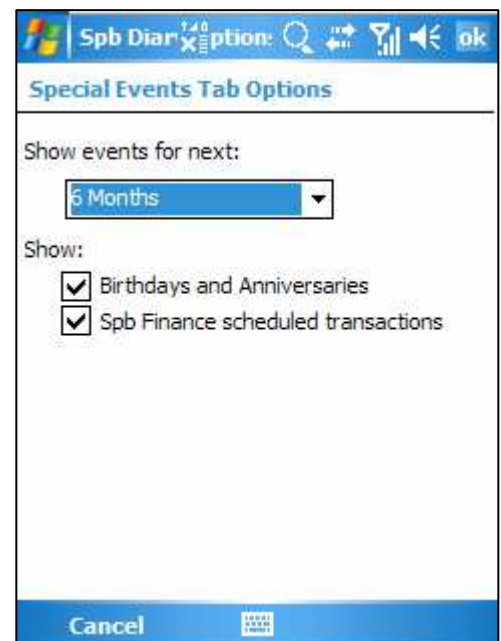 Spb Diar ption: ok
Special Events Tab Options
Show events for next:
6 Months
Show:
Birthdays and Anniversaries
Spb Finance scheduled transactions
Cancel